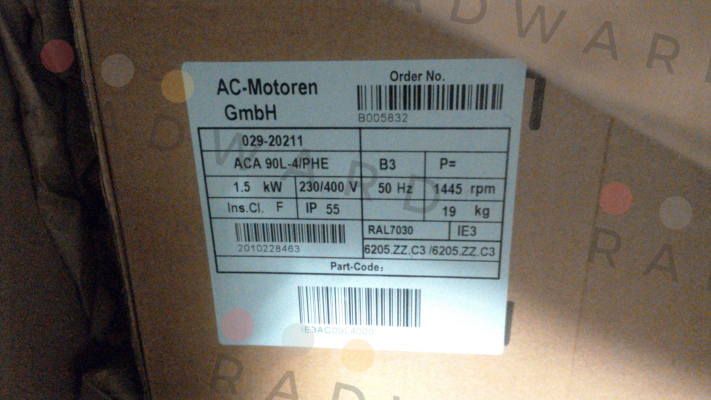 AC-Motoren
GmbH
Order No.
B005832
029-20211
ACA 90L-4/PHE B3 P=
1.5 kW 230/400 V 50 Hz 1445 rpm
Ins.Cl. F IP 55 19 kg
RAL7030 IE3
2010228463
6205.ZZ.C3 /6205.ZZ.C3
Part-Code:
RADWARD
RADWARD